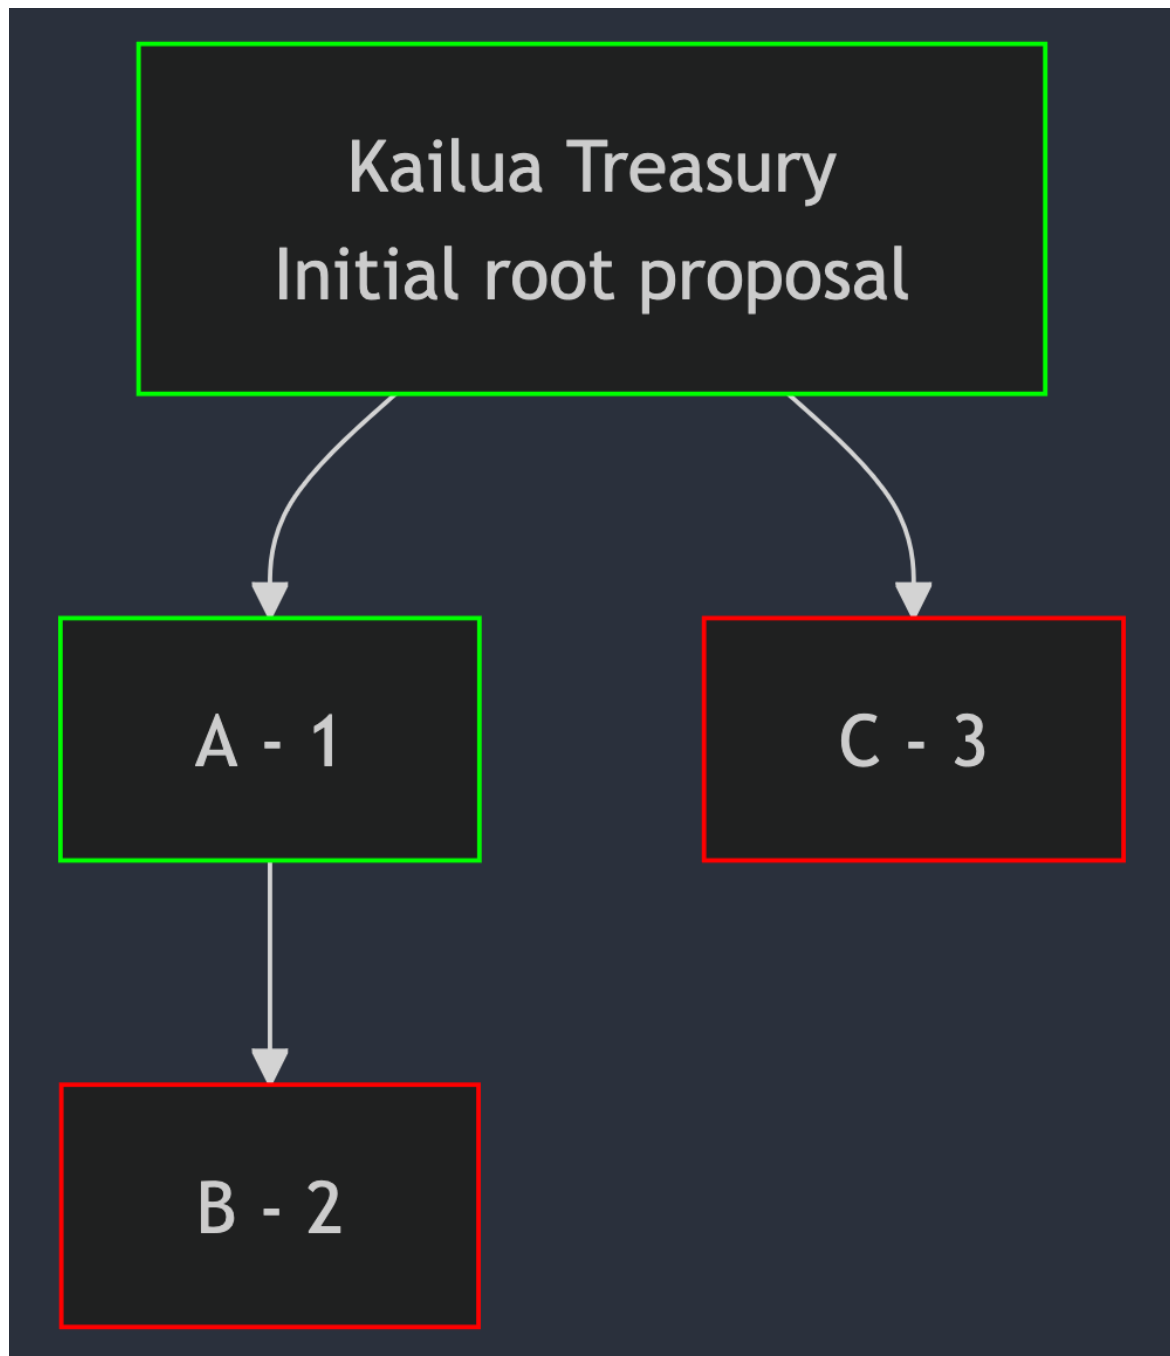 Kailua Treasury
Initial root proposal
A - 1
C - 3
B - 2